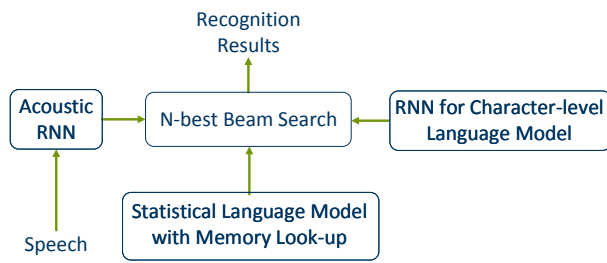 Recognition
Results
Acoustic
RNN
N-best Beam Search
RNN for Character-level
Language Model
Statistical Language Model
with Memory Look-up
Speech